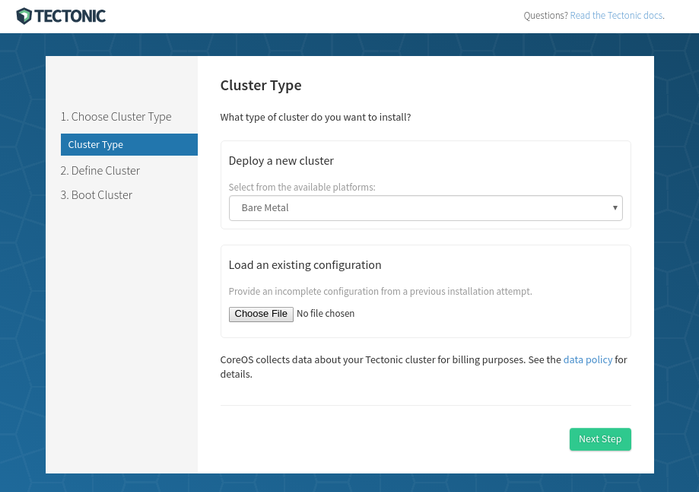 TECTONIC
Questions? Read the Tectonic docs.
1. Choose Cluster Type
Cluster Type
2. Define Cluster
3. Boot Cluster
Cluster Type
What type of cluster do you want to install?
Deploy a new cluster
Select from the available platforms:
Bare Metal
Load an existing configuration
Provide an incomplete configuration from a previous installation attempt.
Choose File No file chosen
CoreOS collects data about your Tectonic cluster for billing purposes. See the data policy for
details.
Next Step